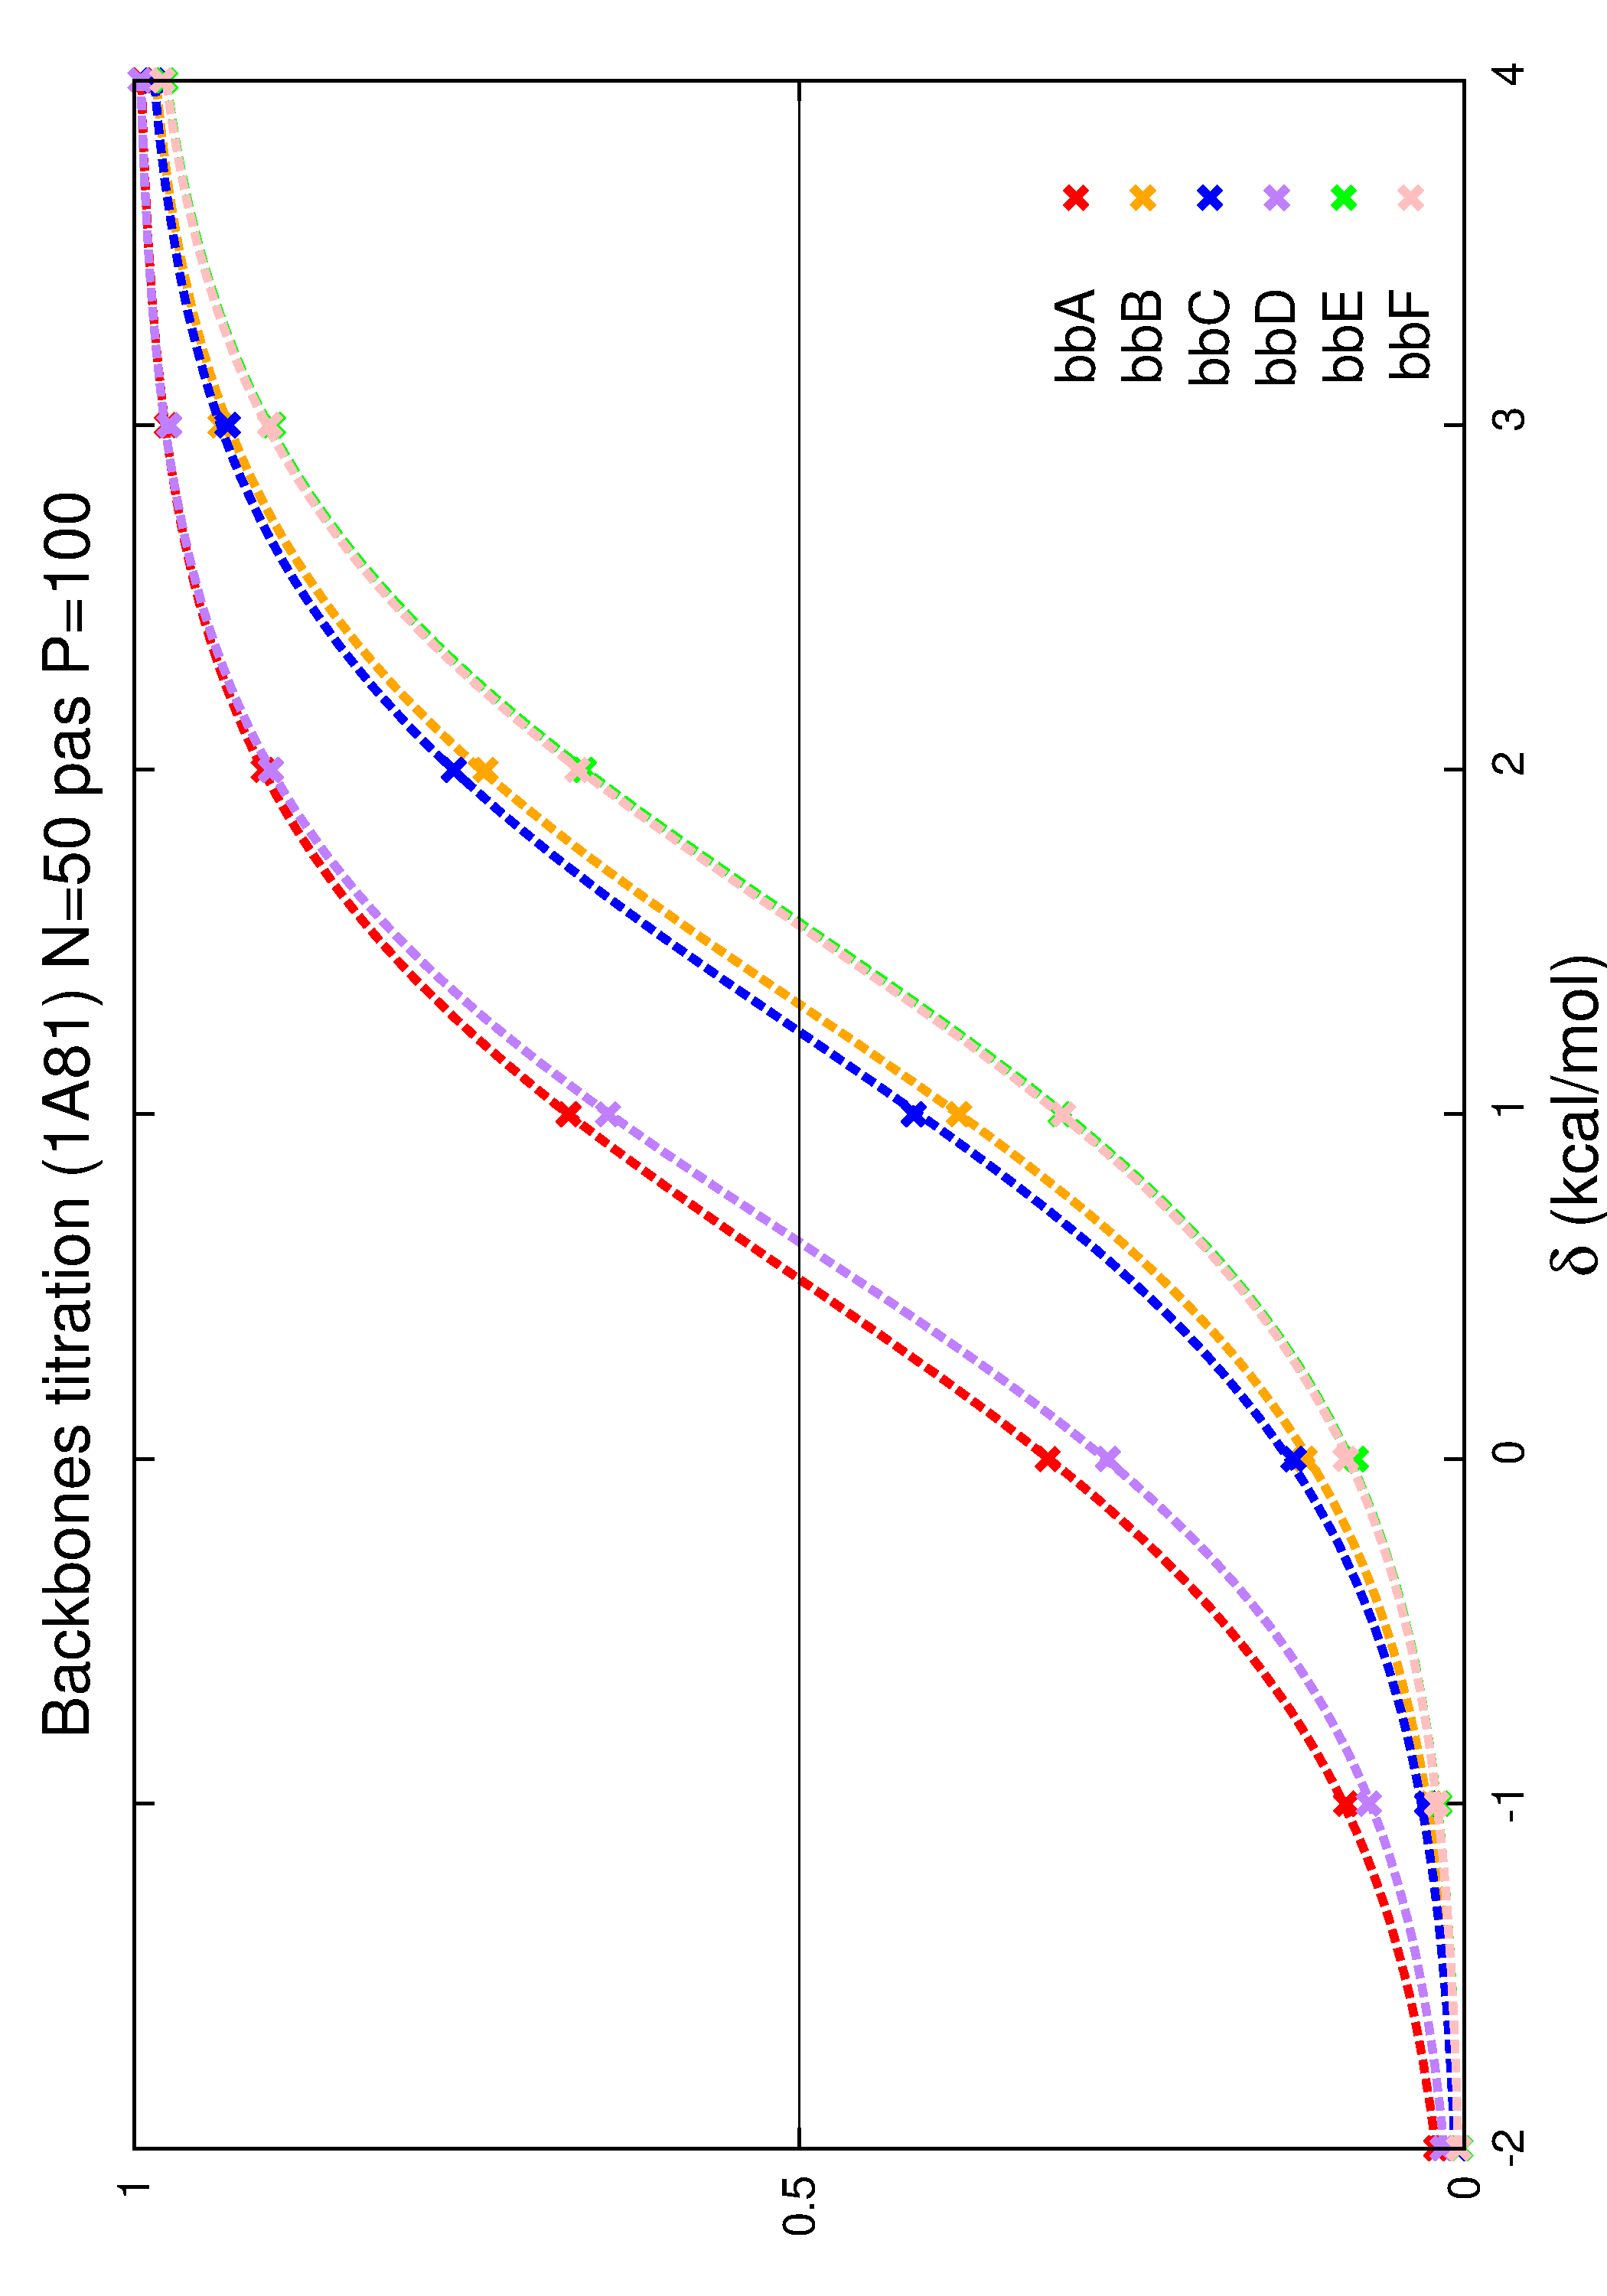 Backbones titration (1A81) N=50 pas P=100
1
0.5
0
bbA
bbB
bbC
bbD
bbE
bbF
-2 -1 0 1 2 3 4
δ (kcal/mol)